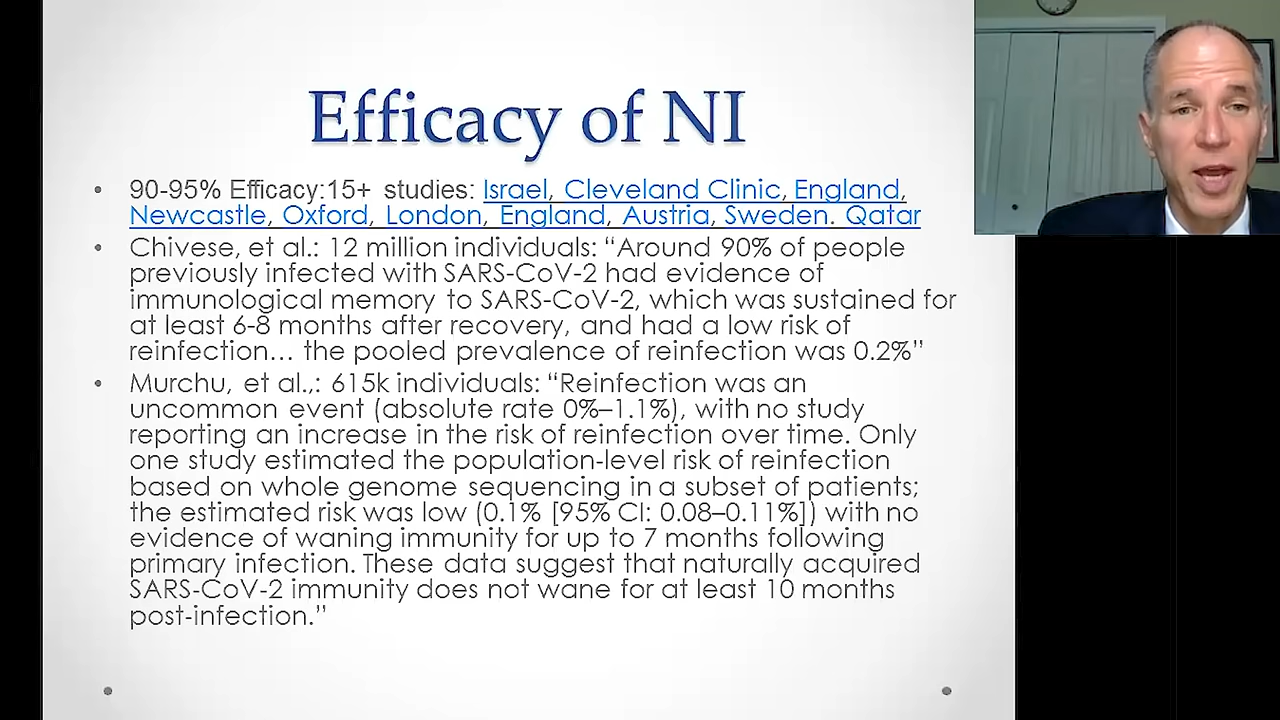 Efficacy of NI
• 90-95% Efficacy:15+ studies: Israel, Cleveland Clinic, England,
Newcastle, Oxford, London, England, Austria, Sweden. Qatar
• Chivese, et al.: 12 million individuals: “Around 90% of people
previously infected with SARS-CoV-2 had evidence of
immunological memory to SARS-CoV-2, which was sustained for
at least 6-8 months after recovery, and had a low risk of
reinfection… the pooled prevalence of reinfection was 0.2%”
• Murchu, et al.,: 615k individuals: “Reinfection was an
uncommon event (absolute rate 0%–1.1%), with no study
reporting an increase in the risk of reinfection over time. Only
one study estimated the population-level risk of reinfection
based on whole genome sequencing in a subset of patients;
the estimated risk was low (0.1% [95% CI: 0.08–0.11%]) with no
evidence of waning immunity for up to 7 months following
primary infection. These data suggest that naturally acquired
SARS-CoV-2 immunity does not wane for at least 10 months
post-infection.”